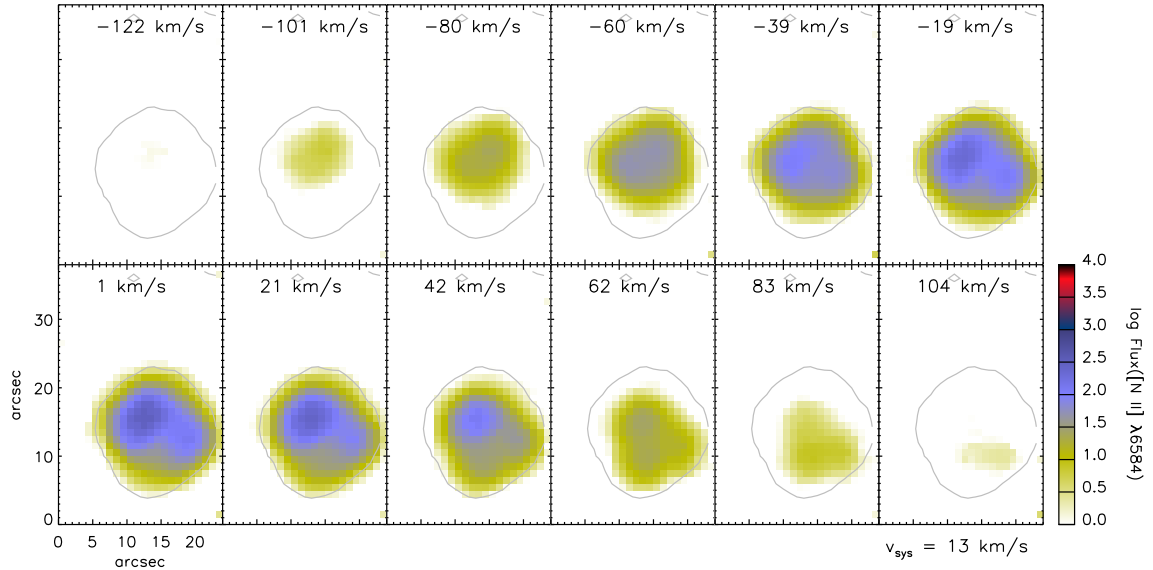 −122 km/s
−101 km/s
−80 km/s
−60 km/s
−39 km/s
−19 km/s
1 km/s
21 km/s
42 km/s
62 km/s
83 km/s
104 km/s
30
20
10
0
arcsec
0 5 10 15 20
arcsec
v_sys = 13 km/s
4.0
3.5
3.0
2.5
2.0
1.5
1.0
0.5
0.0
log Flux([N II] λ6584)